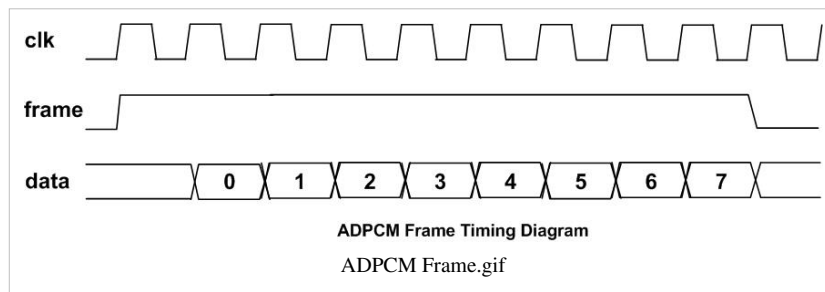 clk
frame
data 0 1 2 3 4 5 6 7
ADPCM Frame Timing Diagram
ADPCM Frame.gif